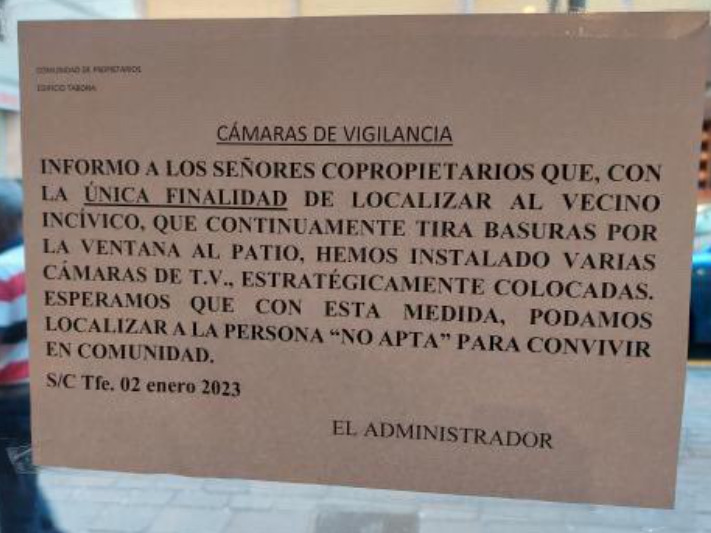 COMUNIDAD DE PROPIETARIOS
EDIFICIO TABORA
CÁMARAS DE VIGILANCIA
INFORMO A LOS SEÑORES COPROPIETARIOS QUE, CON
LA ÚNICA FINALIDAD DE LOCALIZAR AL VECINO
INCÍVICO, QUE CONTINUAMENTE TIRA BASURAS POR
LA VENTANA AL PATIO, HEMOS INSTALADO VARIAS
CÁMARAS DE T.V., ESTRATÉGICAMENTE COLOCADAS.
ESPERAMOS QUE CON ESTA MEDIDA, PODAMOS
LOCALIZAR A LA PERSONA “NO APTA” PARA CONVIVIR
EN COMUNIDAD.
S/C Tfe. 02 enero 2023
EL ADMINISTRADOR